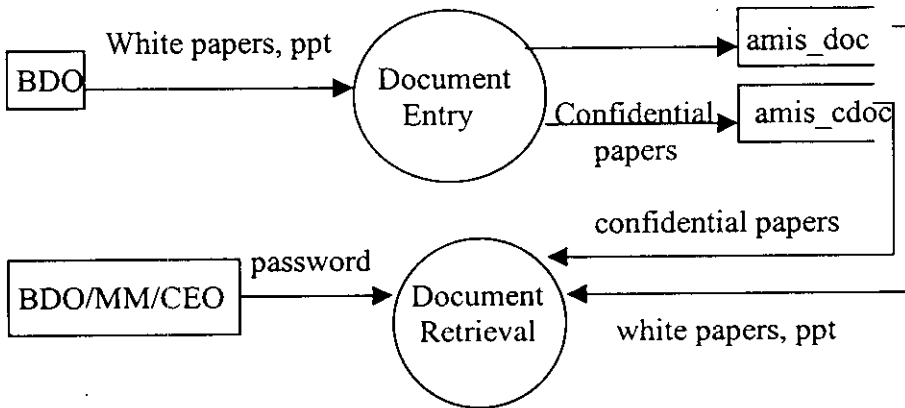 White papers, ppt
BDO
Document
Entry
amis_doc
Confidential
papers
amis_cdoc
confidential papers
password
BDO/MM/CEO
Document
Retrieval
white papers, ppt